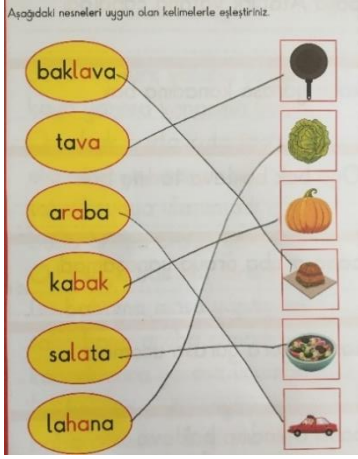 Aşağıdaki nesneleri uygun olan kelimelerle eşleştiriniz.
baklava
tava
araba
kabak
salata
lahana